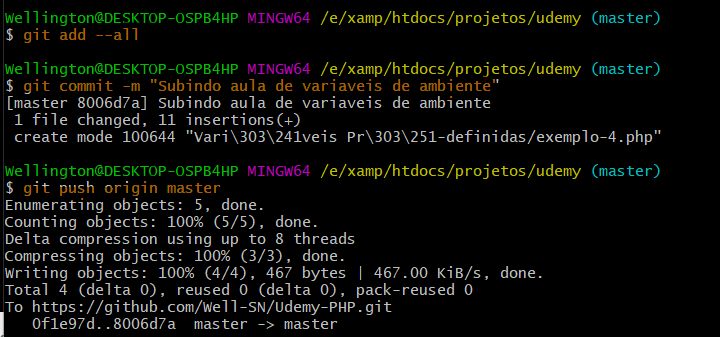 Wellington@DESKTOP-OSPB4HP MINGW64 /e/xamp/htdocs/projetos/udemy (master)
$ git add --all
Wellington@DESKTOP-OSPB4HP MINGW64 /e/xamp/htdocs/projetos/udemy (master)
$ git commit -m "Subindo aula de variaveis de ambiente"
[master 8006d7a] Subindo aula de variaveis de ambiente
 1 file changed, 11 insertions(+)
 create mode 100644 "Vari\303\241veis Pr\303\251-definidas/exemplo-4.php"
Wellington@DESKTOP-OSPB4HP MINGW64 /e/xamp/htdocs/projetos/udemy (master)
$ git push origin master
Enumerating objects: 5, done.
Counting objects: 100% (5/5), done.
Delta compression using up to 8 threads
Compressing objects: 100% (3/3), done.
Writing objects: 100% (4/4), 467 bytes | 467.00 KiB/s, done.
Total 4 (delta 0), reused 0 (delta 0), pack-reused 0
To https://github.com/Well-SN/Udemy-PHP.git
   0f1e97d..8006d7a  master -> master